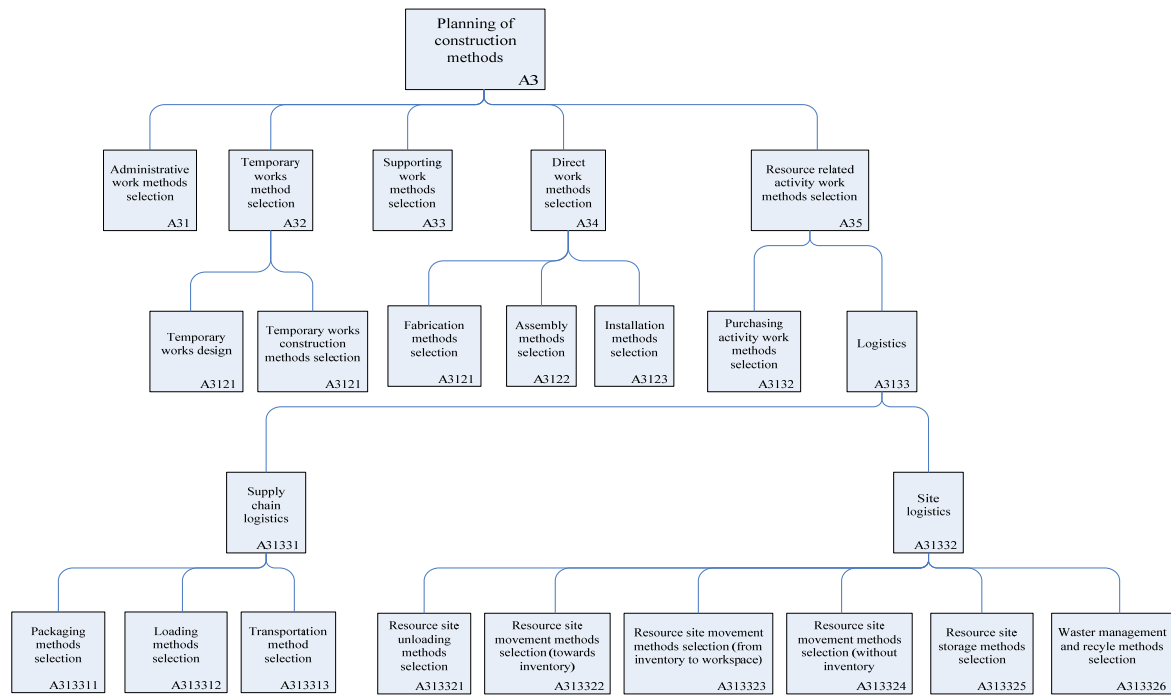 Planning of
construction
methods
A3
Administrative
work methods
selection
A31
Temporary
works
method
selection
A32
Supporting
work
methods
selection
A33
Direct
work
methods
selection
A34
Resource related
activity work
methods selection
A35
Temporary
works design
A3121
Temporary works
construction
methods selection
A3121
Fabrication
methods
selection
A3121
Assembly
methods
selection
A3122
Installation
methods
selection
A3123
Purchasing
activity work
methods
selection
A3132
Logistics
A3133
Supply
chain
logistics
A31331
Site
logistics
A31332
Packaging
methods
selection
A313311
Loading
methods
selection
A313312
Transportation
method
selection
A313313
Resource site
unloading
methods
selection
A313321
Resource site
movement methods
selection (towards
inventory)
A313322
Resource site movement
methods selection (from
inventory to workspace)
A313323
Resource site
movement methods
selection (without
inventory)
A313324
Resource site
storage methods
selection
A313325
Waster management
and recyle methods
selection
A313326